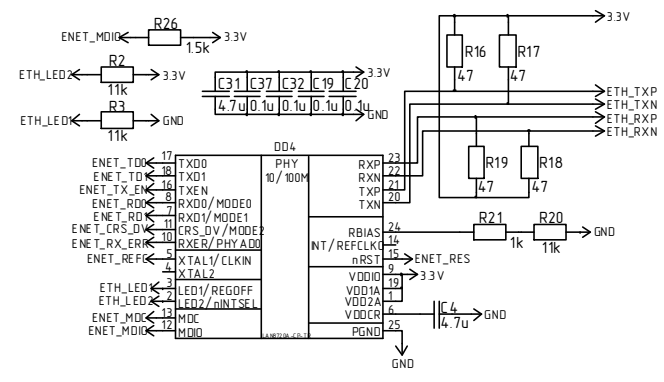 R26
ENET_MDIO
3.3V
1.5k
R2
ETH_LED2
3.3V
11k
R3
ETH_LED1
GND
11k
C31 C37 C32 C19 C20
3.3V
4.7u 0.1u 0.1u 0.1u 0.1u
GND
3.3V
R16
R17
47
47
ETH_TXP
ETH_TXN
ETH_RXP
ETH_RXN
R19
R18
47
47
DD4
PHY
10/100M
ENET_TD0 17 TXD0
ENET_TD1 18 TXD1
ENET_TX_EN 16 TXEN
ENET_RD0 8 RXD0/MODE0
ENET_RD1 7 RXD1/MODE1
ENET_CRS_DV 11 CRS_DV/MODE2
ENET_RX_ERR 10 RXER/PHYAD0
ENET_REFC 5 XTAL1/CLKIN
4 XTAL2
ETH_LED1 3 LED1/REGOFF
ETH_LED2 2 LED2/nINTSEL
ENET_MDC 13 MDC
ENET_MDIO 12 MDIO
LAN8720A-CP-TR
RXP 23
RXN 22
TXP 21
TXN 20
RBIAS 24
R21
1k
R20
11k
GND
INT/REFCLKO 14
nRST 15 ENET_RES
VDDIO 9 3.3V
VDD1A 19
VDD2A 1
VDDCR 6
C4
4.7u
GND
PGND 25
GND